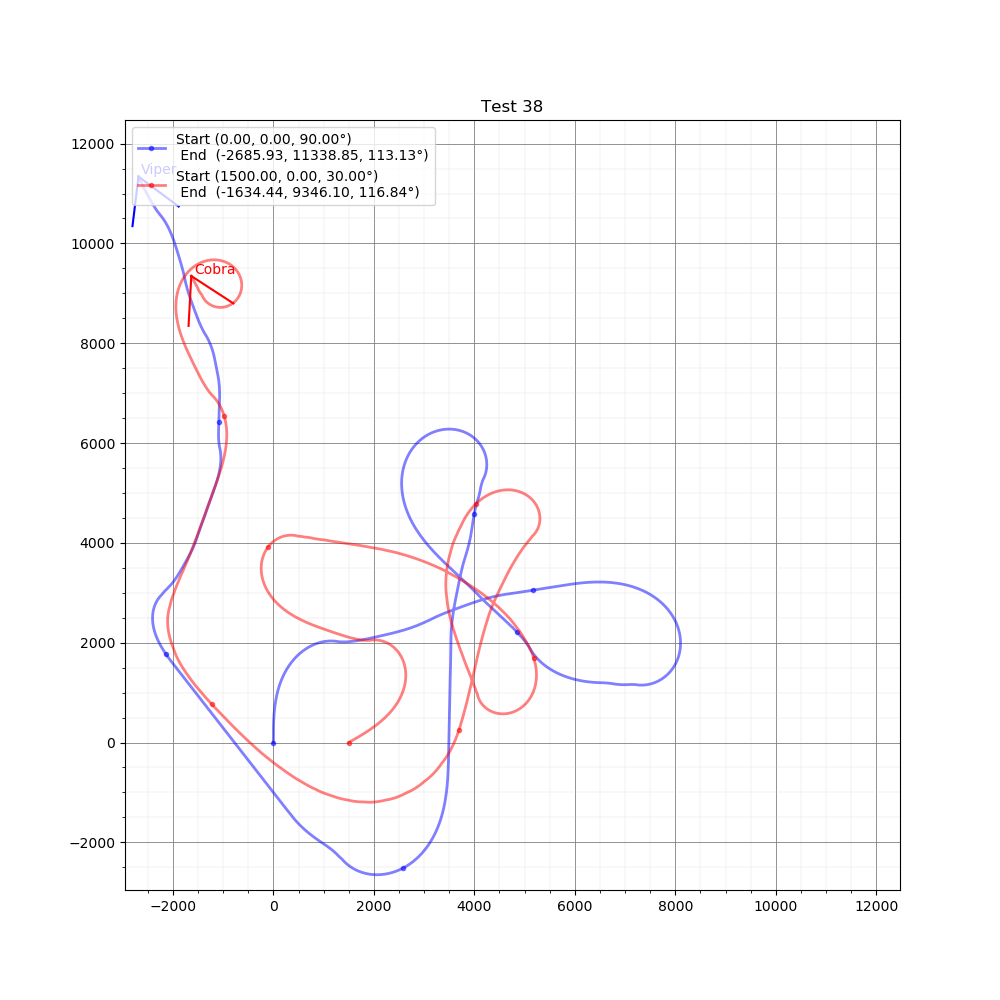 Test 38
12000
10000
8000
6000
4000
2000
0
−2000
Start (0.00, 0.00, 90.00°)
End (-2685.93, 11338.85, 113.13°)
Start (1500.00, 0.00, 30.00°)
End (-1634.44, 9346.10, 116.84°)
Viper
Cobra
−2000 0 2000 4000 6000 8000 10000 12000